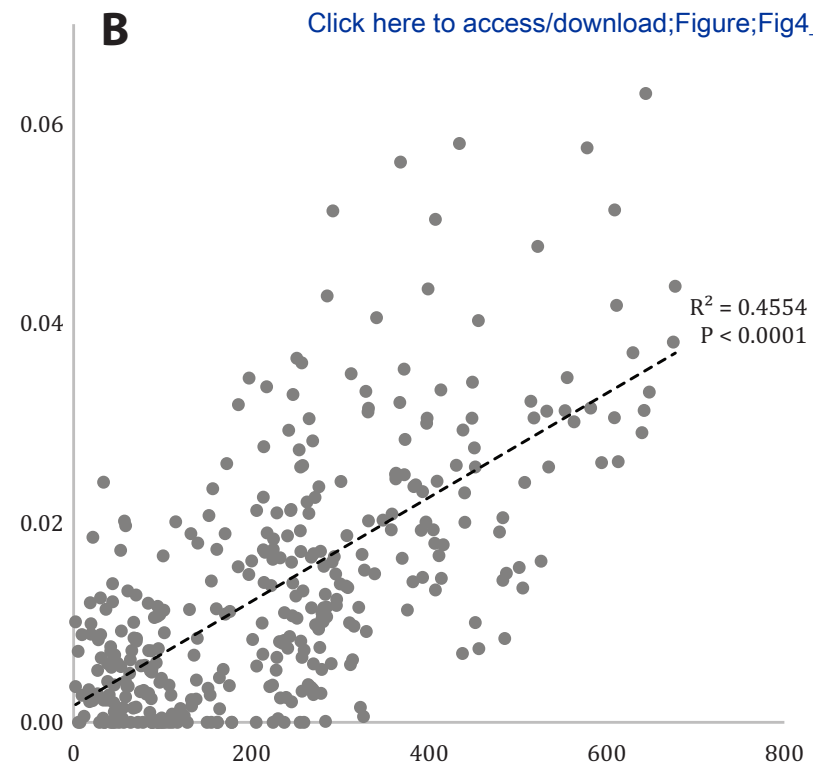 B
Click here to access/download;Figure;Fig4_
0.06
0.04
R² = 0.4554
P < 0.0001
0.02
0.00
0 200 400 600 800